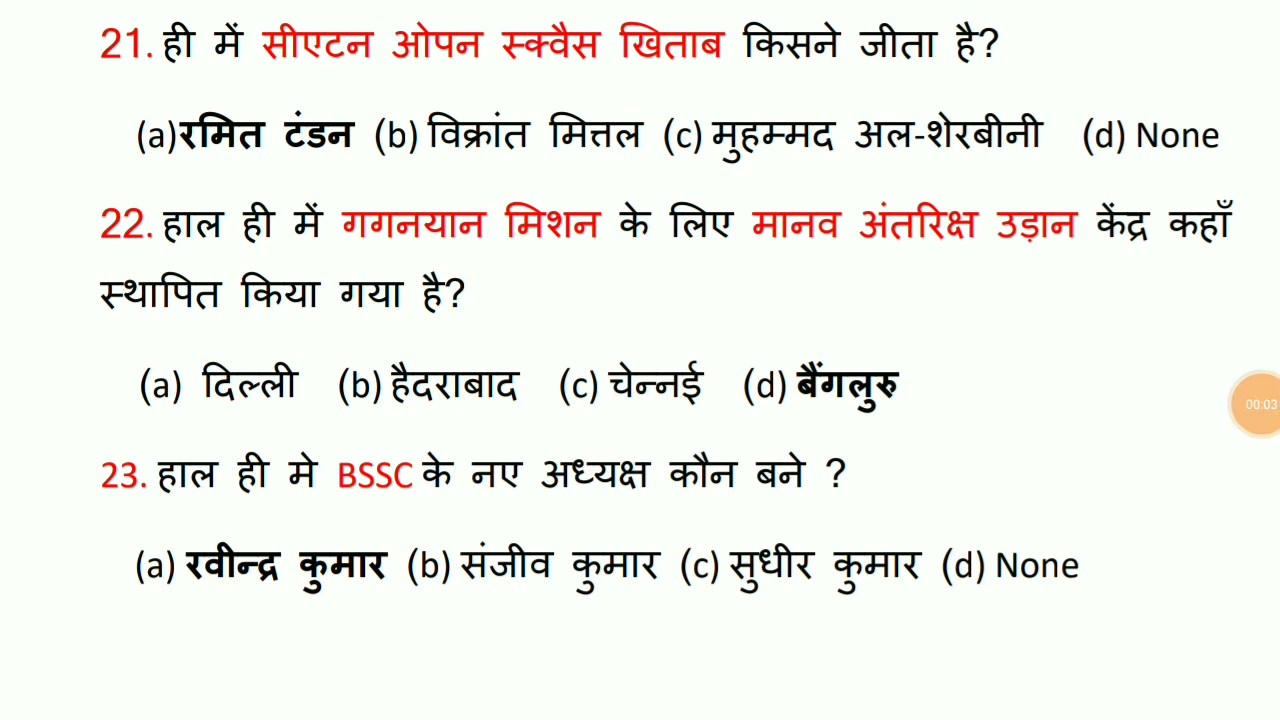 21. ही में सीएटन ओपन स्क्वैस खिताब किसने जीता है?
(a)रमित टंडन (b) विक्रांत मित्तल (c) मुहम्मद अल-शेरबीनी (d) None
22. हाल ही में गगनयान मिशन के लिए मानव अंतरिक्ष उड़ान केंद्र कहाँ
स्थापित किया गया है?
(a) दिल्ली (b) हैदराबाद (c) चेन्नई (d) बैंगलुरु
00:03
23. हाल ही मे BSSC के नए अध्यक्ष कौन बने ?
(a) रवीन्द्र कुमार (b) संजीव कुमार (c) सुधीर कुमार (d) None